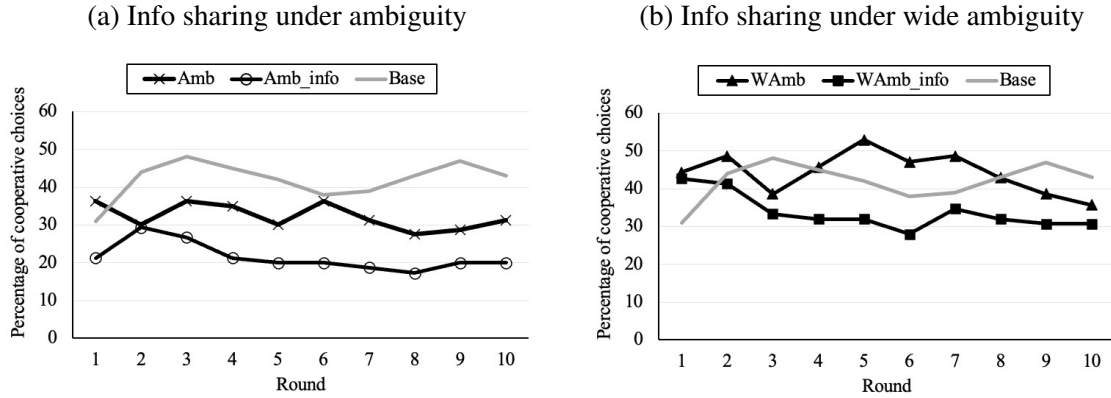 (a) Info sharing under ambiguity
Amb Amb_info Base
Percentage of cooperative choices
60
50
40
30
20
10
0
1 2 3 4 5 6 7 8 9 10
Round
(b) Info sharing under wide ambiguity
WAmb WAmb_info Base
Percentage of cooperative choices
60
50
40
30
20
10
0
1 2 3 4 5 6 7 8 9 10
Round